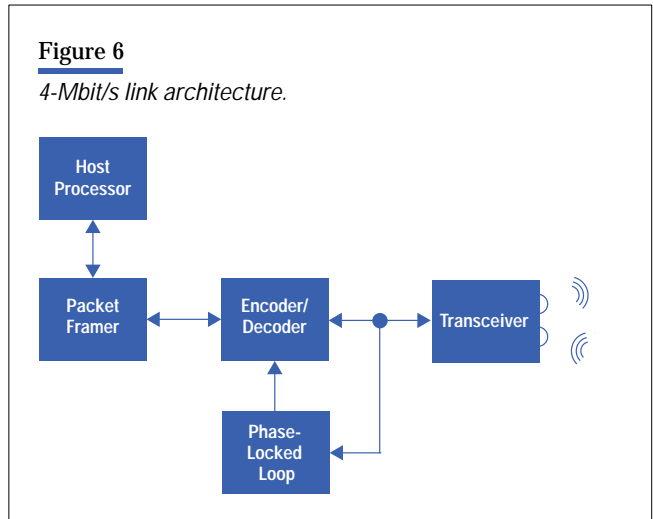 Figure 6
4-Mbit/s link architecture.
Host
Processor
Packet
Framer
Encoder/
Decoder
Transceiver
Phase-
Locked
Loop